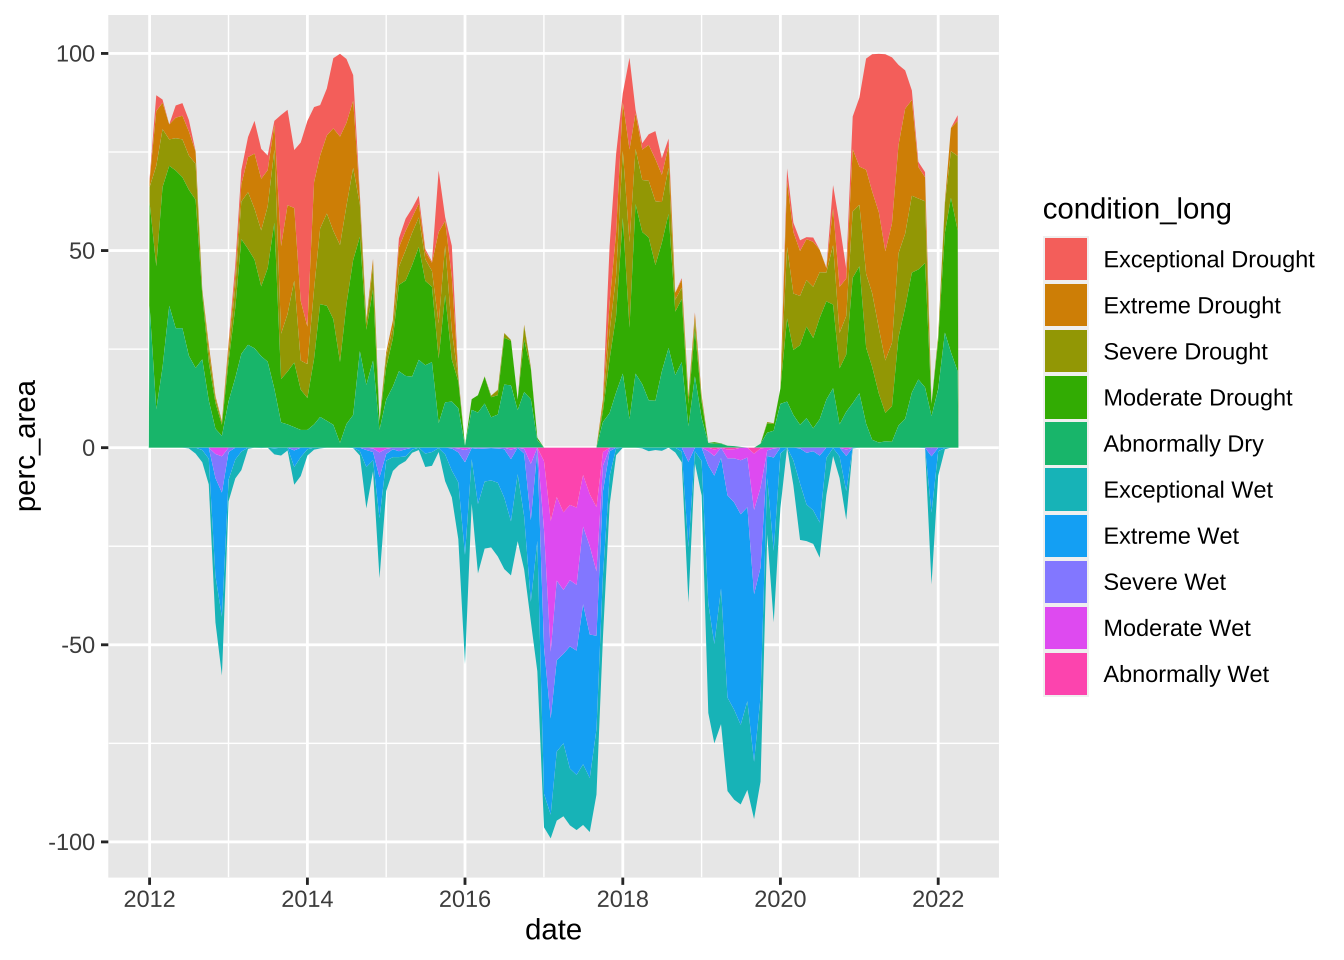 100
50
0
-50
-100
perc_area
2012 2014 2016 2018 2020 2022
date
condition_long
Exceptional Drought
Extreme Drought
Severe Drought
Moderate Drought
Abnormally Dry
Exceptional Wet
Extreme Wet
Severe Wet
Moderate Wet
Abnormally Wet